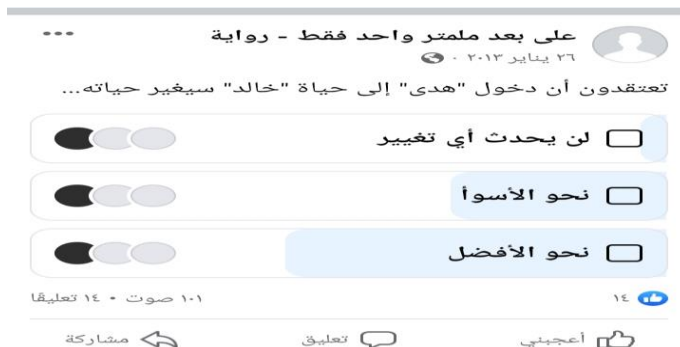 على بعد ملمتر واحد فقط - رواية
٢٦ يناير ٢٠١٣ ·
تعتقدون أن دخول "هدى" إلى حياة "خالد" سيغير حياته...
لن يحدث أي تغيير
نحو الأسوأ
نحو الأفضل
١٤
١٠١ صوت • ١٤ تعليقًا
أعجبني
تعليق
مشاركة